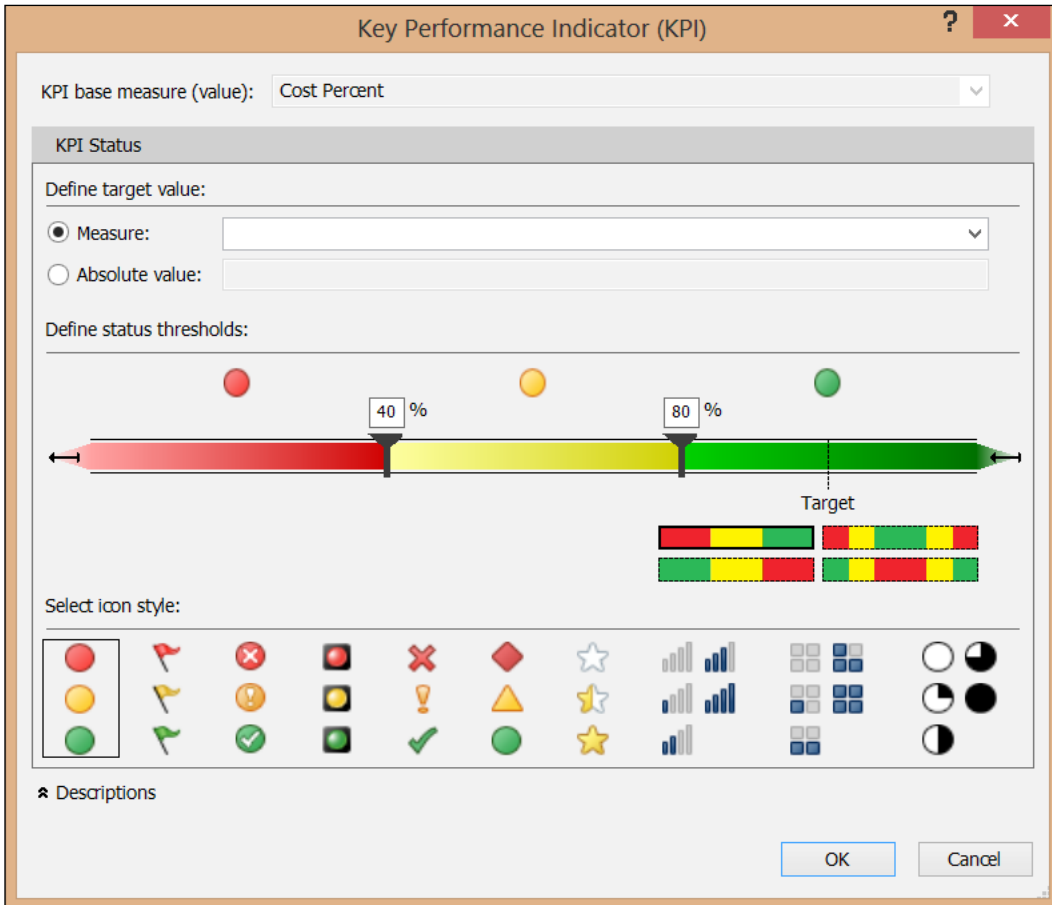 Key Performance Indicator (KPI)
?
x
KPI base measure (value): Cost Percent
KPI Status
Define target value:
Measure:
Absolute value:
Define status thresholds:
40 % 80 %
Target
Select icon style:
Descriptions
OK Cancel